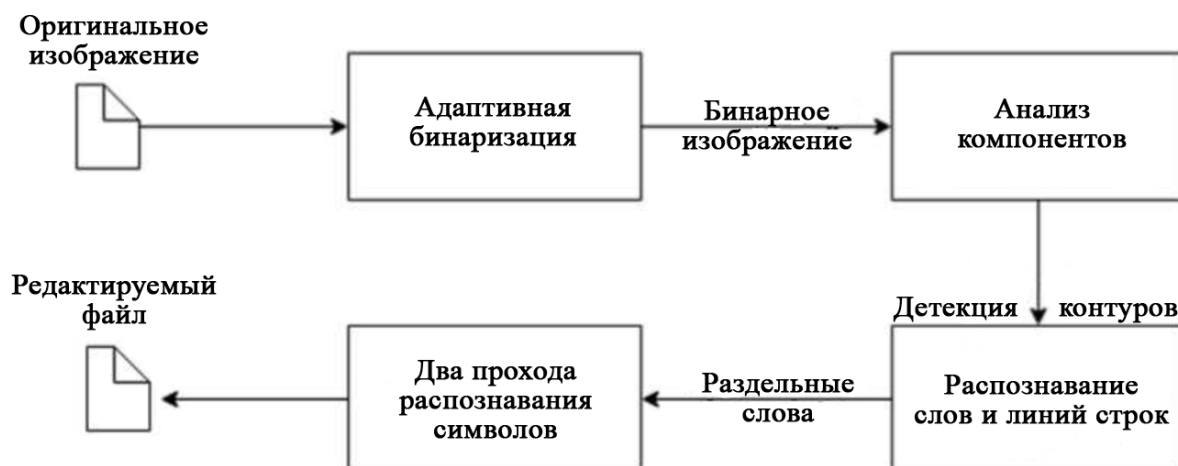 Оригинальное
изображение
Адаптивная
бинаризация
Бинарное
изображение
Анализ
компонентов
Детекция контуров
Распознавание
слов и линий строк
Раздельные
слова
Два прохода
распознавания
символов
Редактируемый
файл